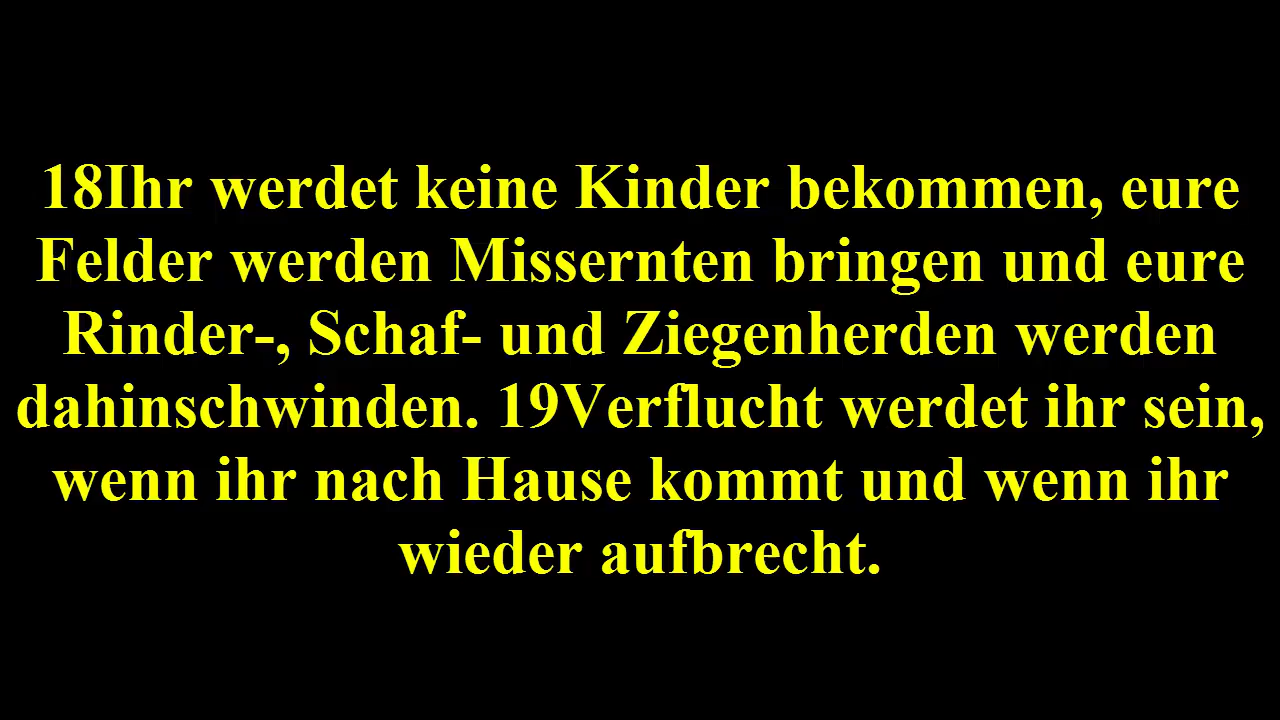 18Ihr werdet keine Kinder bekommen, eure
Felder werden Missernten bringen und eure
Rinder-, Schaf- und Ziegenherden werden
dahinschwinden. 19Verflucht werdet ihr sein,
wenn ihr nach Hause kommt und wenn ihr
wieder aufbrecht.